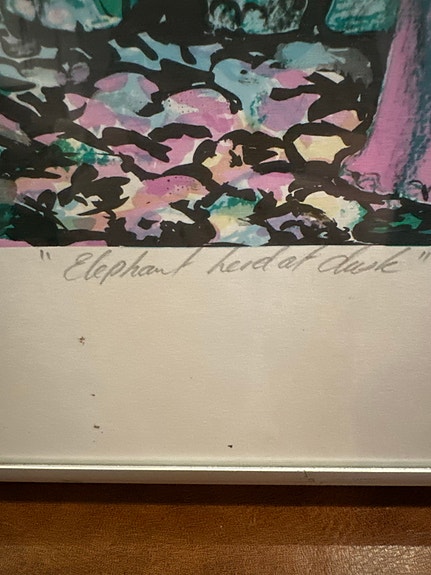 "Elephant herd at dusk"